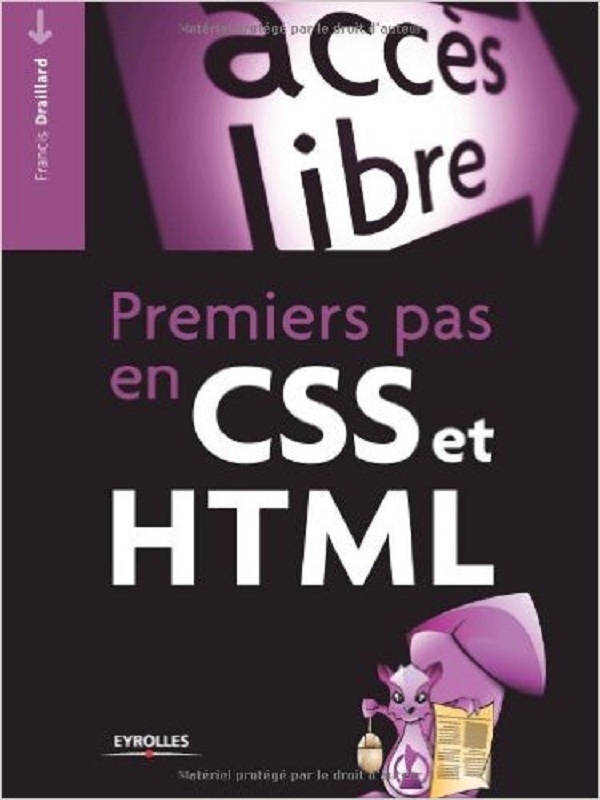 Matériel protégé par le droit d'auteur
accès
libre
Francis Draillard
Premiers pas
en CSS et
HTML
EYROLLES
Matériel protégé par le droit d'auteur